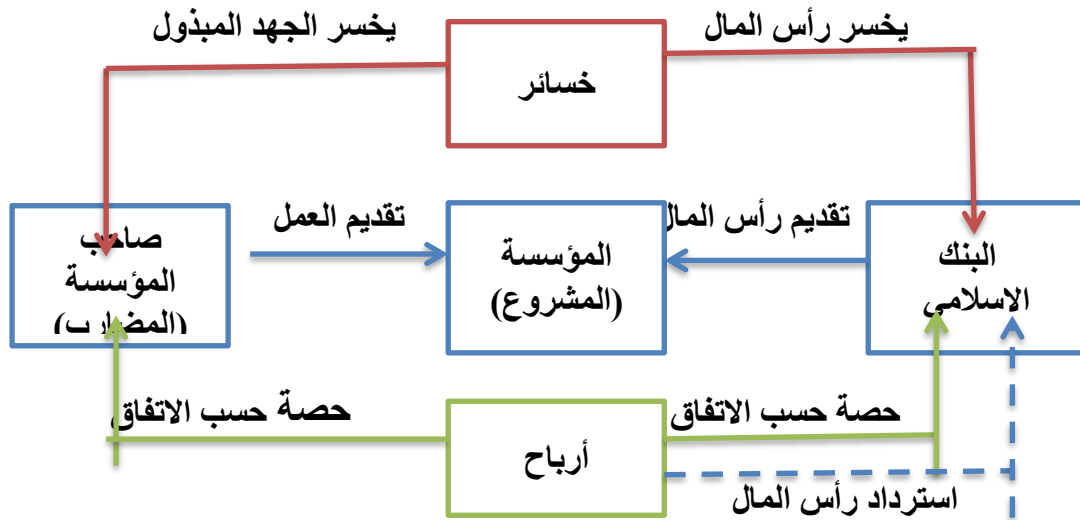 يخسر رأس المال
يخسر الجهد المبذول
خسائر
تقديم رأس المال
تقديم العمل
البنك
الاسلامي
المؤسسة
(المشروع)
صاحب
المؤسسة
(المضارب)
حصة حسب الاتفاق
حصة حسب الاتفاق
أرباح
استرداد رأس المال